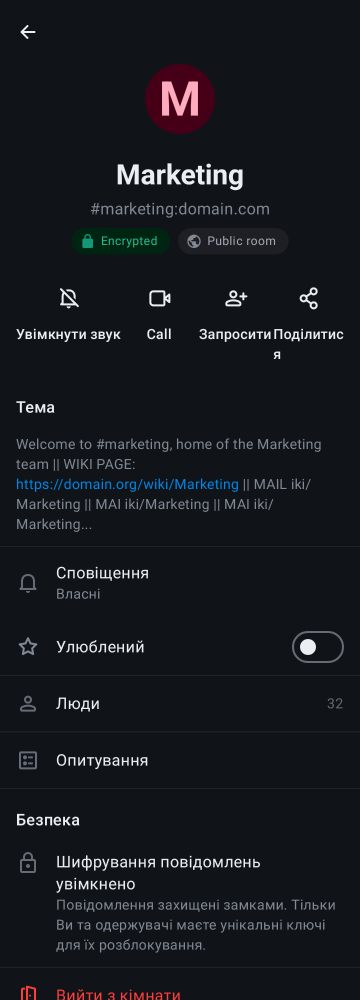 M
Marketing
#marketing:domain.com
Encrypted Public room
Увімкнути звук Call Запросити Поділитис
я
Тема
Welcome to #marketing, home of the Marketing
team || WIKI PAGE:
https://domain.org/wiki/Marketing || MAIL iki/
Marketing || MAI iki/Marketing || MAI iki/
Marketing...
Сповіщення
Власні
Улюблений
Люди 32
Опитування
Безпека
Шифрування повідомлень
увімкнено
Повідомлення захищені замками. Тільки
Ви та одержувачі маєте унікальні ключі
для їх розблокування.
Вийти з кімнати